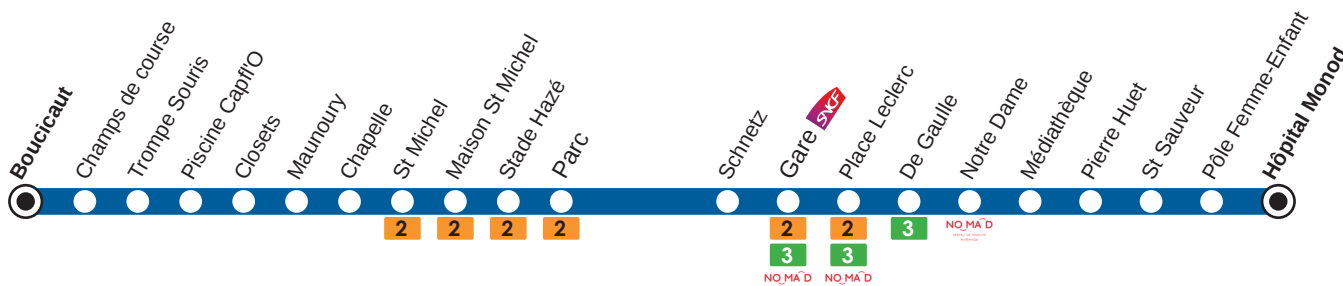 Boucicaut
Champs de course
Trompe Souris
Piscine Capfl'O
Closets
Maunoury
Chapelle
St Michel
Maison St Michel
Stade Hazé
Parc
Schnetz
Gare
SNCF
Place Leclerc
De Gaulle
Notre Dame
Médiathèque
Pierre Huet
St Sauveur
Pôle Femme-Enfant
Hôpital Monod
2
2
2
2
2
2
3
NOMAD
3
3
NOMAD
NOMAD